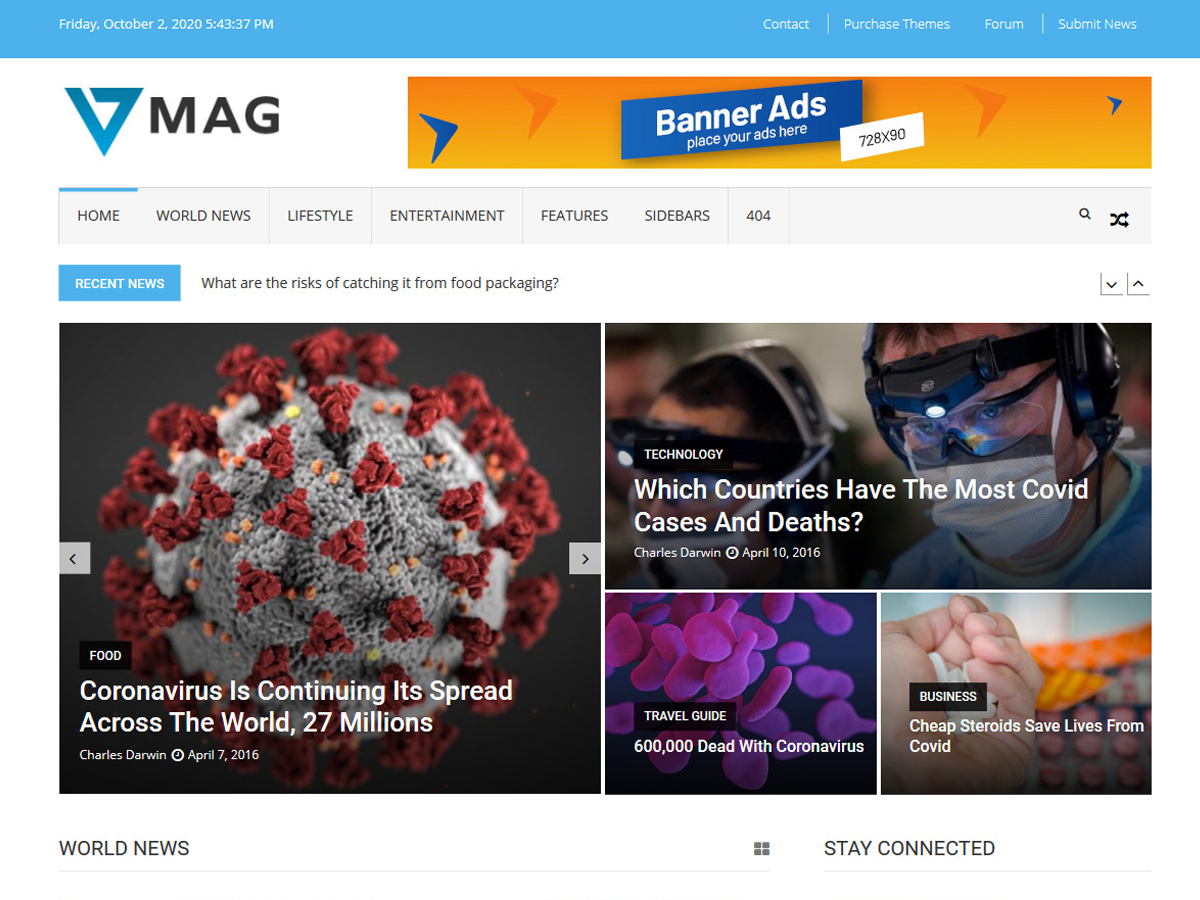 Friday, October 2, 2020 5:43:37 PM
Contact
Purchase Themes
Forum
Submit News
MAG
Banner Ads
place your ads here
728X90
HOME
WORLD NEWS
LIFESTYLE
ENTERTAINMENT
FEATURES
SIDEBARS
404
RECENT NEWS
What are the risks of catching it from food packaging?
FOOD
Coronavirus Is Continuing Its Spread
Across The World, 27 Millions
Charles Darwin April 7, 2016
TECHNOLOGY
Which Countries Have The Most Covid
Cases And Deaths?
Charles Darwin April 10, 2016
TRAVEL GUIDE
600,000 Dead With Coronavirus
BUSINESS
Cheap Steroids Save Lives From
Covid
WORLD NEWS
STAY CONNECTED